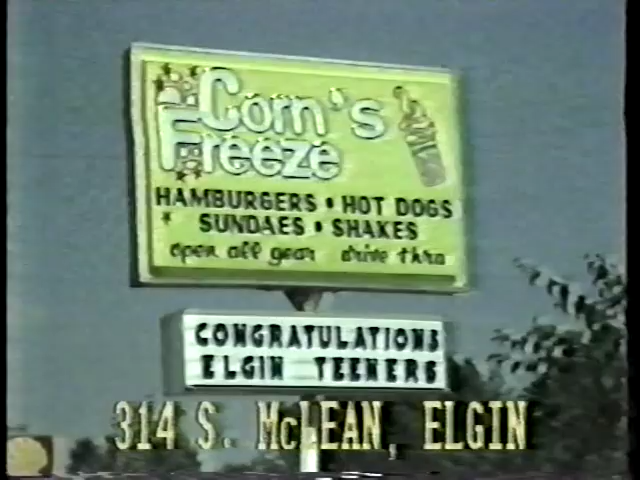 Corn's
Freeze
HAMBURGERS • HOT DOGS
SUNDAES • SHAKES
open all year drive thru
CONGRATULATIONS
ELGIN TEENERS
314 S. McLEAN, ELGIN